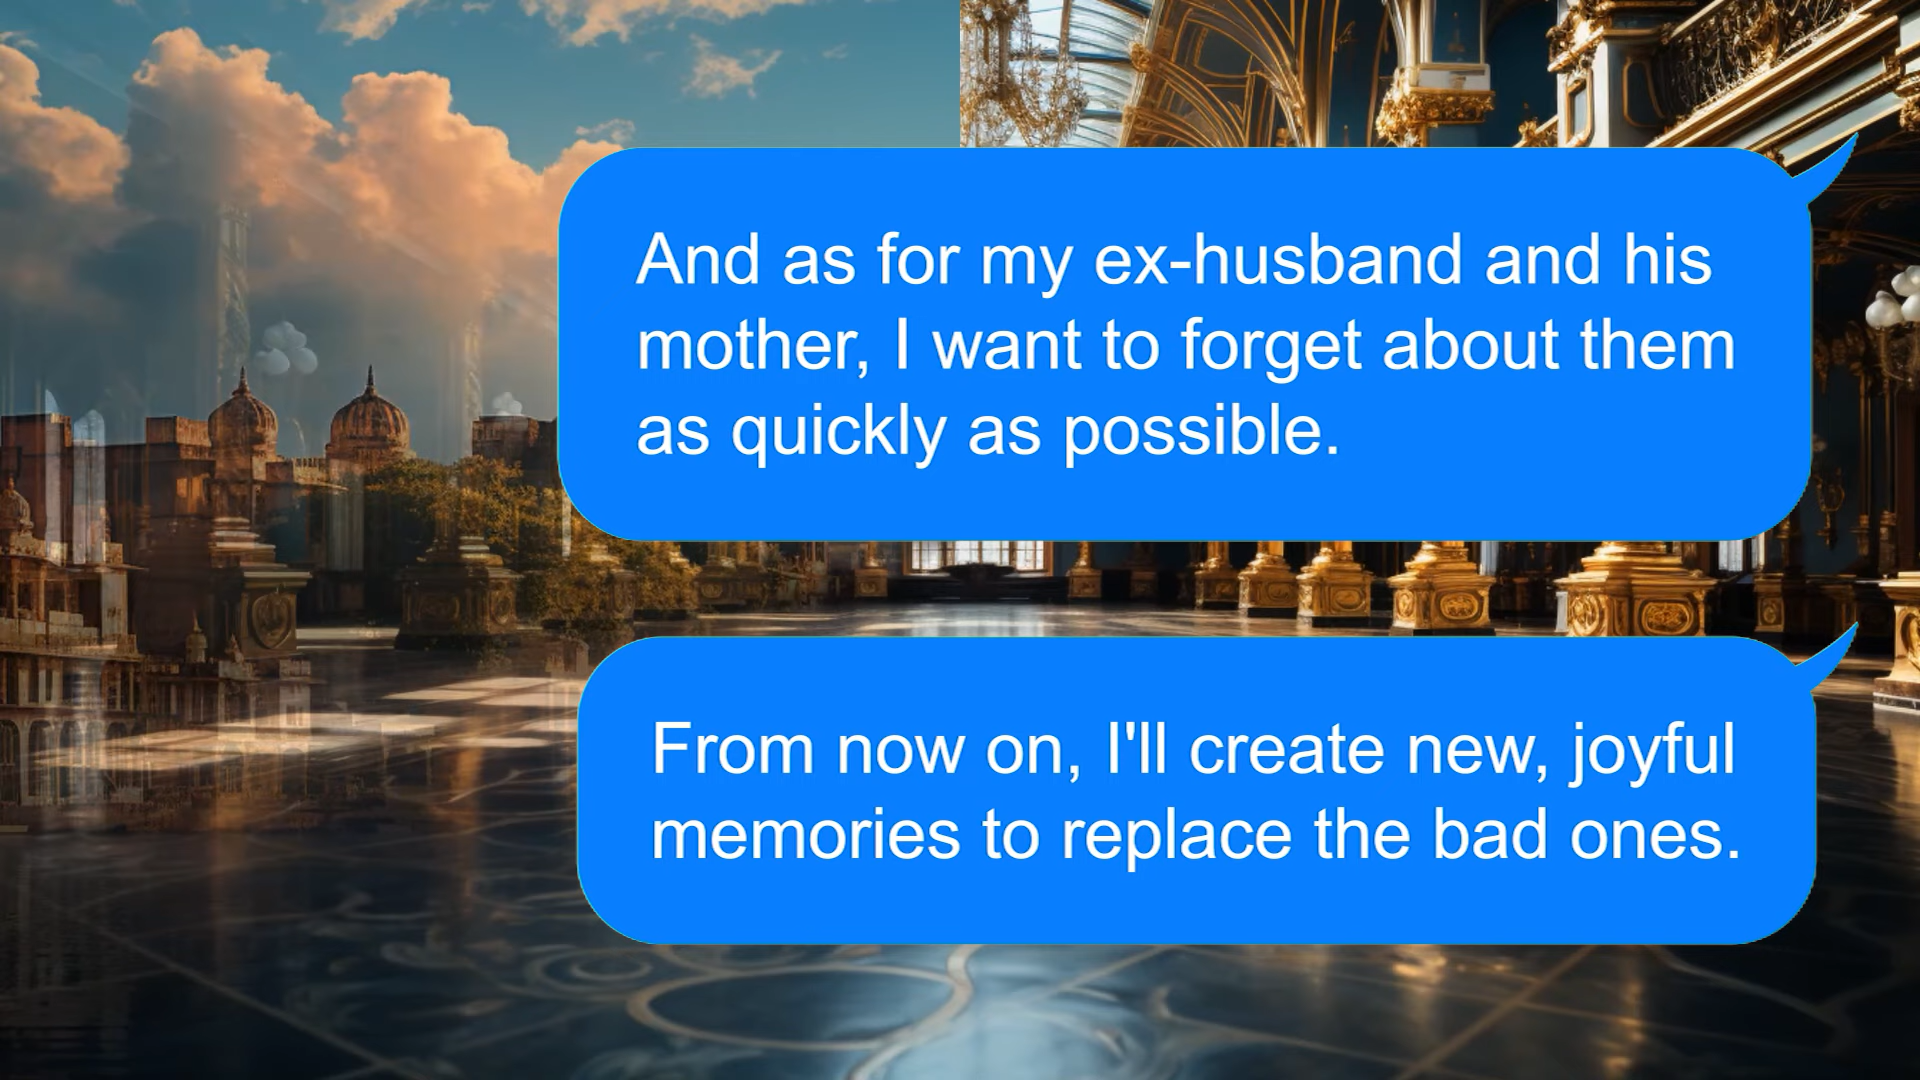 And as for my ex-husband and his
mother, I want to forget about them
as quickly as possible.
From now on, I'll create new, joyful
memories to replace the bad ones.